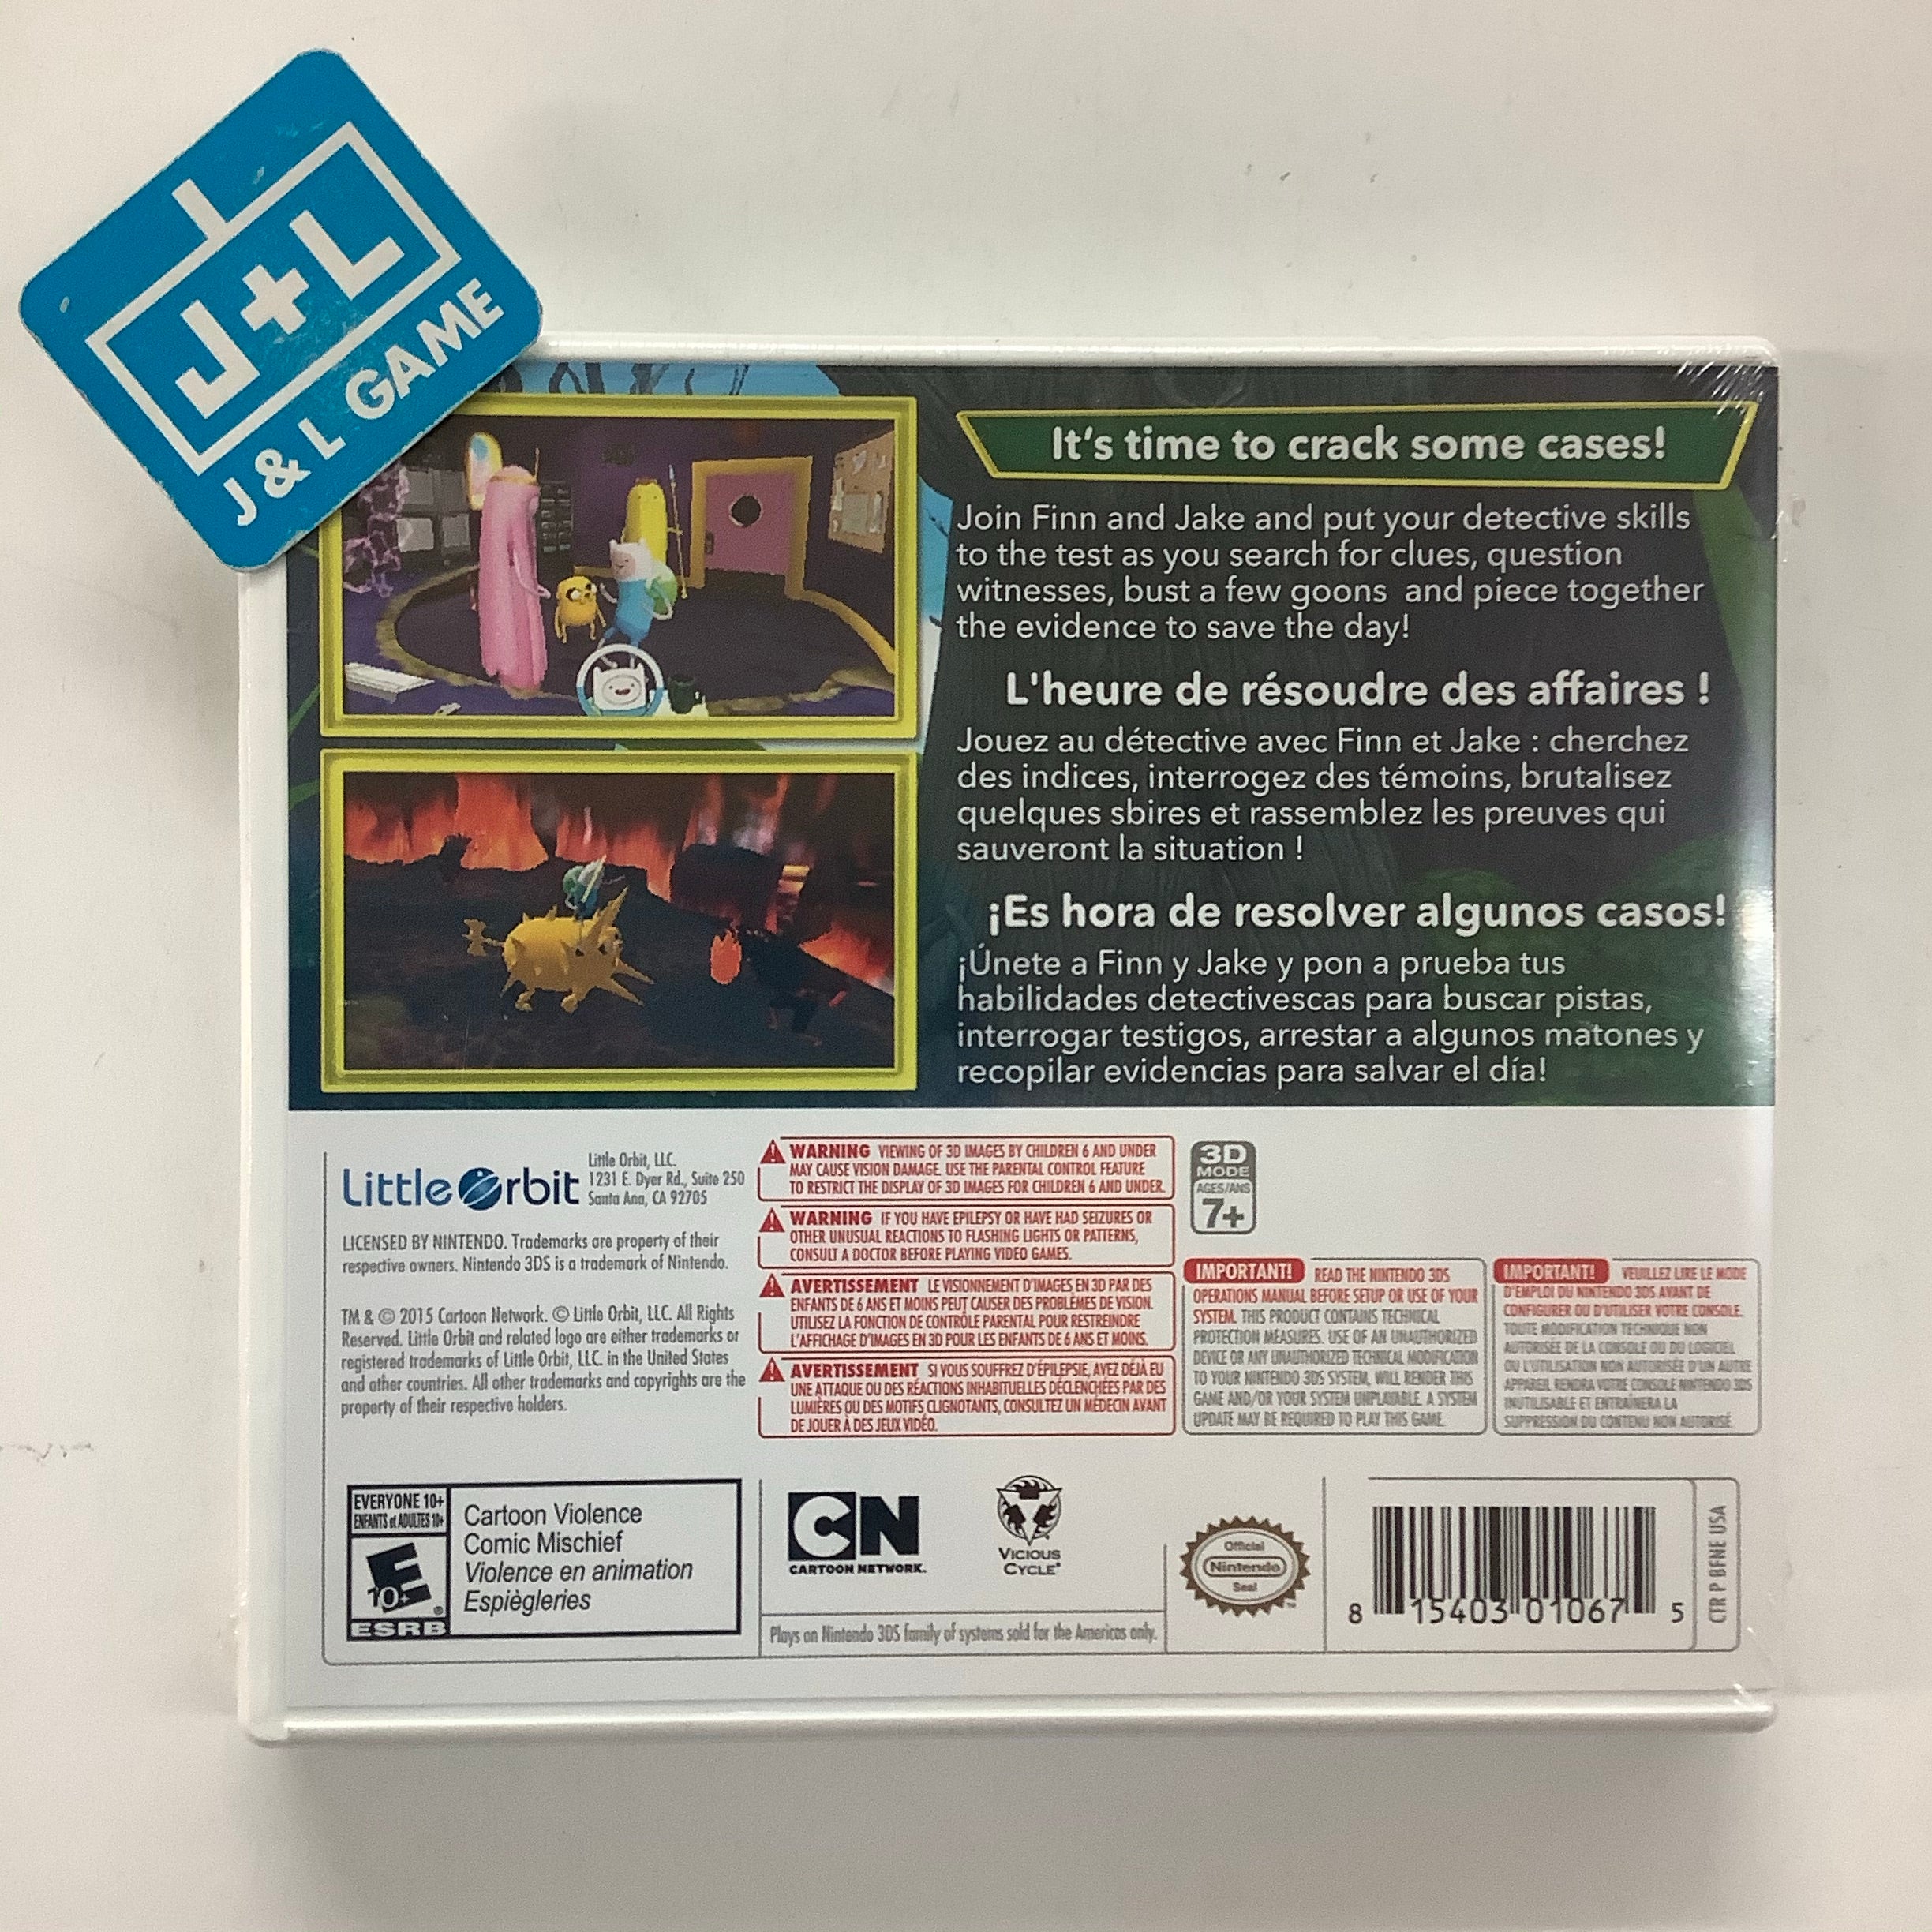 J+L
J & L GAME
It's time to crack some cases!
Join Finn and Jake and put your detective skills
to the test as you search for clues, question
witnesses, bust a few goons and piece together
the evidence to save the day!
L'heure de résoudre des affaires !
Jouez au détective avec Finn et Jake : cherchez
des indices, interrogez des témoins, brutalisez
quelques sbires et rassemblez les preuves qui
sauveront la situation !
¡Es hora de resolver algunos casos!
¡Únete a Finn y Jake y pon a prueba tus
habilidades detectivescas para buscar pistas,
interrogar testigos, arrestar a algunos matones y
recopilar evidencias para salvar el día!
Little Orbit
Little Orbit, LLC.
1231 E. Dyer Rd., Suite 250
Santa Ana, CA 92705
LICENSED BY NINTENDO. Trademarks are property of their
respective owners. Nintendo 3DS is a trademark of Nintendo.
TM & © 2015 Cartoon Network. © Little Orbit, LLC. All Rights
Reserved. Little Orbit and related logo are either trademarks or
registered trademarks of Little Orbit, LLC. in the United States
and other countries. All other trademarks and copyrights are the
property of their respective holders.
WARNING VIEWING OF 3D IMAGES BY CHILDREN 6 AND UNDER
MAY CAUSE VISION DAMAGE. USE THE PARENTAL CONTROL FEATURE
TO RESTRICT THE DISPLAY OF 3D IMAGES FOR CHILDREN 6 AND UNDER.
WARNING IF YOU HAVE EPILEPSY OR HAVE HAD SEIZURES OR
OTHER UNUSUAL REACTIONS TO FLASHING LIGHTS OR PATTERNS,
CONSULT A DOCTOR BEFORE PLAYING VIDEO GAMES.
AVERTISSEMENT LE VISIONNEMENT D'IMAGES EN 3D PAR DES
ENFANTS DE 6 ANS ET MOINS PEUT CAUSER DES PROBLÈMES DE VISION.
UTILISEZ LA FONCTION DE CONTRÔLE PARENTAL POUR RESTREINDRE
L'AFFICHAGE D'IMAGES EN 3D POUR LES ENFANTS DE 6 ANS ET MOINS.
AVERTISSEMENT SI VOUS SOUFFREZ D'ÉPILEPSIE, AVEZ DÉJÀ EU
UNE ATTAQUE OU DES RÉACTIONS INHABITUELLES DÉCLENCHÉES PAR DES
LUMIÈRES OU DES MOTIFS CLIGNOTANTS, CONSULTEZ UN MÉDECIN AVANT
DE JOUER À DES JEUX VIDÉO.
3D
MODE
AGES/ANS
7+
IMPORTANT! READ THE NINTENDO 3DS
OPERATIONS MANUAL BEFORE SETUP OR USE OF YOUR
SYSTEM. THIS PRODUCT CONTAINS TECHNICAL
PROTECTION MEASURES. USE OF AN UNAUTHORIZED
DEVICE OR ANY UNAUTHORIZED TECHNICAL MODIFICATION
TO YOUR NINTENDO 3DS SYSTEM, WILL RENDER THIS
GAME AND/OR YOUR SYSTEM UNPLAYABLE. A SYSTEM
UPDATE MAY BE REQUIRED TO PLAY THIS GAME.
IMPORTANT! VEUILLEZ LIRE LE MODE
D'EMPLOI DU NINTENDO 3DS AVANT DE
CONFIGURER OU D'UTILISER VOTRE CONSOLE.
TOUTE MODIFICATION TECHNIQUE NON
AUTORISÉE DE LA CONSOLE OU DU LOGICIEL
OU L'UTILISATION NON AUTORISÉE D'UN AUTRE
APPAREIL RENDRA VOTRE CONSOLE NINTENDO 3DS
INUTILISABLE ET ENTRAÎNERA LA
SUPPRESSION DU CONTENU NON AUTORISÉ.
EVERYONE 10+
ENFANTS et ADULTES 10+
E
10+
®
ESRB
Cartoon Violence
Comic Mischief
Violence en animation
Espiègleries
CN
CARTOON NETWORK.
VICIOUS
CYCLE®
Plays on Nintendo 3DS family of systems sold for the Americas only.
Official
Nintendo
Seal
TM
8 15403 01067 5
CTR P BFNE USA